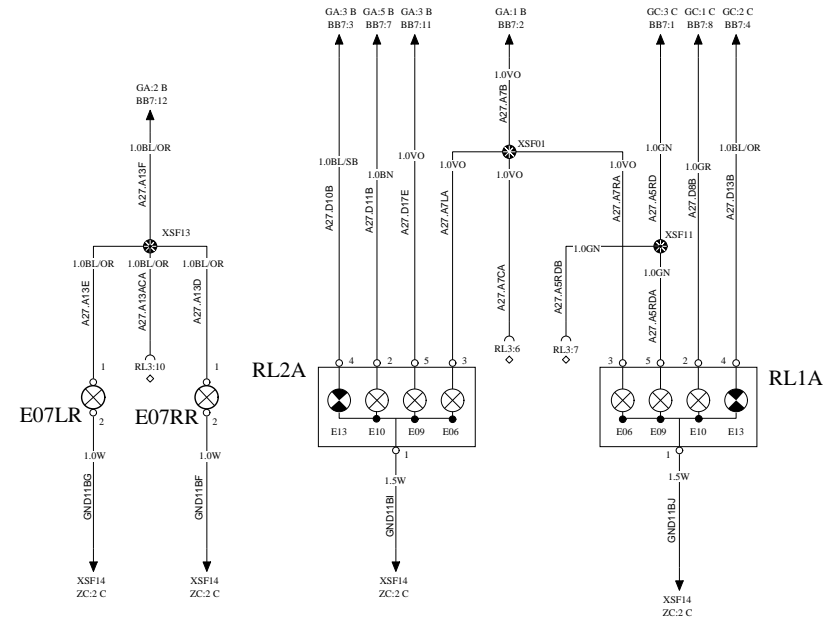 GA:3 B GA:5 B GA:3 B GA:1 B GC:3 C GC:1 C GC:2 C
BB7:3 BB7:7 BB7:11 BB7:2 BB7:1 BB7:8 BB7:4
GA:2 B
BB7:12
1.0VO
A27.A7B
XSF01
1.0BL/OR
A27.A13F
1.0BL/SB
A27.D10B
1.0BN
A27.D11B
1.0VO
A27.D17E
1.0VO
A27.A7LA
1.0VO
A27.A7CA
1.0VO
A27.A7RA
1.0GN
A27.A5RD
1.0GR
A27.D8B
1.0BL/OR
A27.D13B
XSF13
XSF11
1.0BL/OR 1.0BL/OR 1.0BL/OR
A27.A13E
A27.A13ACA
A27.A13D
1.0GN
A27.A5RDB
1.0GN
A27.A5RDA
RL3:10
RL3:6 RL3:7
1 1
RL2A 4 2 5 3 3 5 2 4 RL1A
E07LR 2 E07RR 2
E13 E10 E09 E06 E06 E09 E10 E13
1 1
1.0W 1.0W 1.5W 1.5W
GND11BG
GND11BF
GND11BI
GND11BJ
XSF14 XSF14 XSF14
ZC:2 C ZC:2 C ZC:2 C
XSF14
ZC:2 C